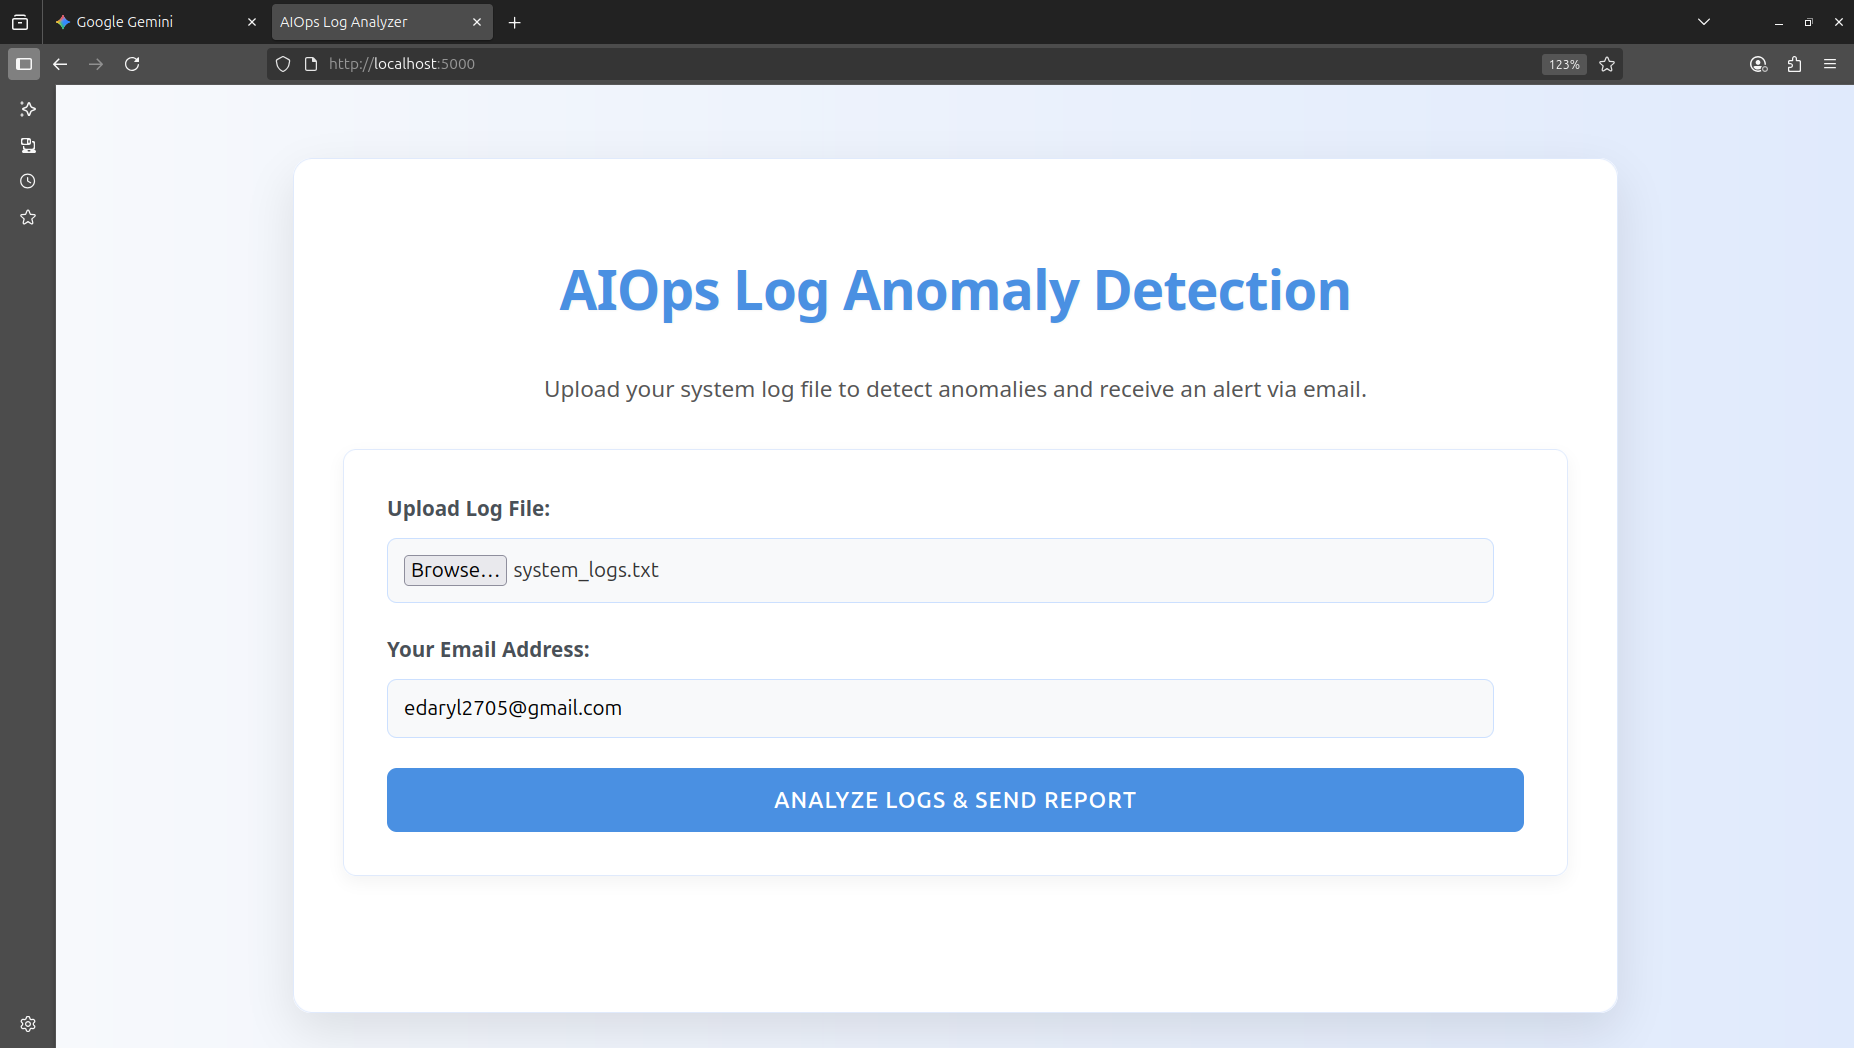 Google Gemini
AIOps Log Analyzer
http://localhost:5000
123%
AIOps Log Anomaly Detection
Upload your system log file to detect anomalies and receive an alert via email.
Upload Log File:
Browse... system_logs.txt
Your Email Address:
edaryl2705@gmail.com
ANALYZE LOGS & SEND REPORT